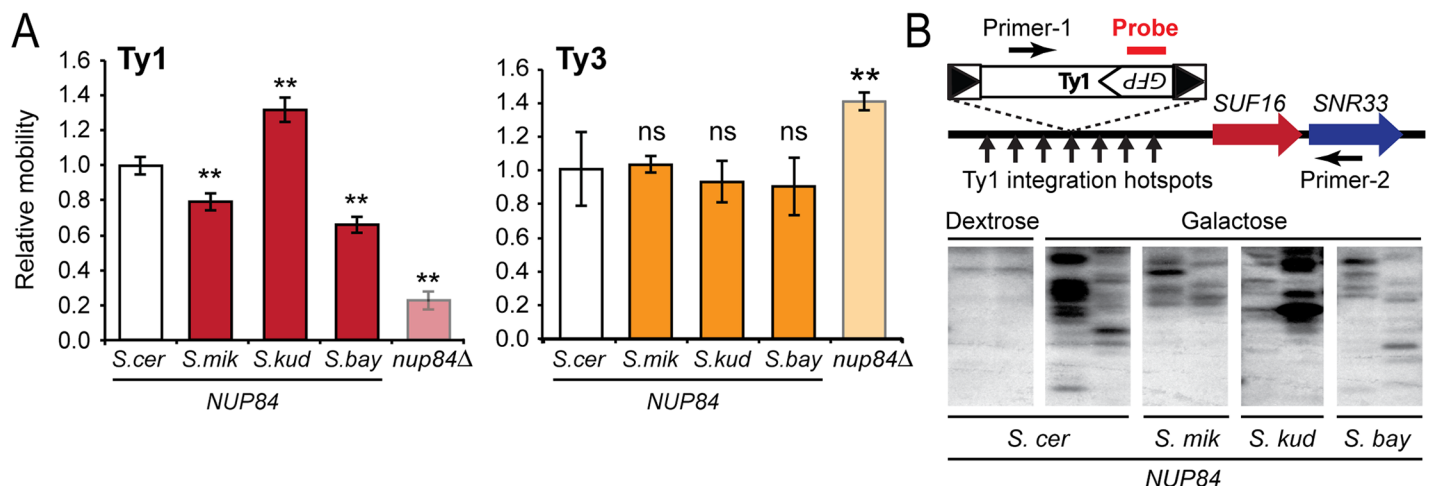 A
Ty1
Relative mobility
1.6
1.4
1.2
1.0
0.8
0.6
0.4
0.2
0.0
**
**
**
**
S.cer S.mik S.kud S.bay nup84Δ
NUP84
Ty3
1.6
1.4
1.2
1.0
0.8
0.6
0.4
0.2
0.0
ns ns ns **
S.cer S.mik S.kud S.bay nup84Δ
NUP84
B
Primer-1 Probe
Ty1 GFP
SUF16 SNR33
Ty1 integration hotspots Primer-2
Dextrose Galactose
S. cer S. mik S. kud S. bay
NUP84